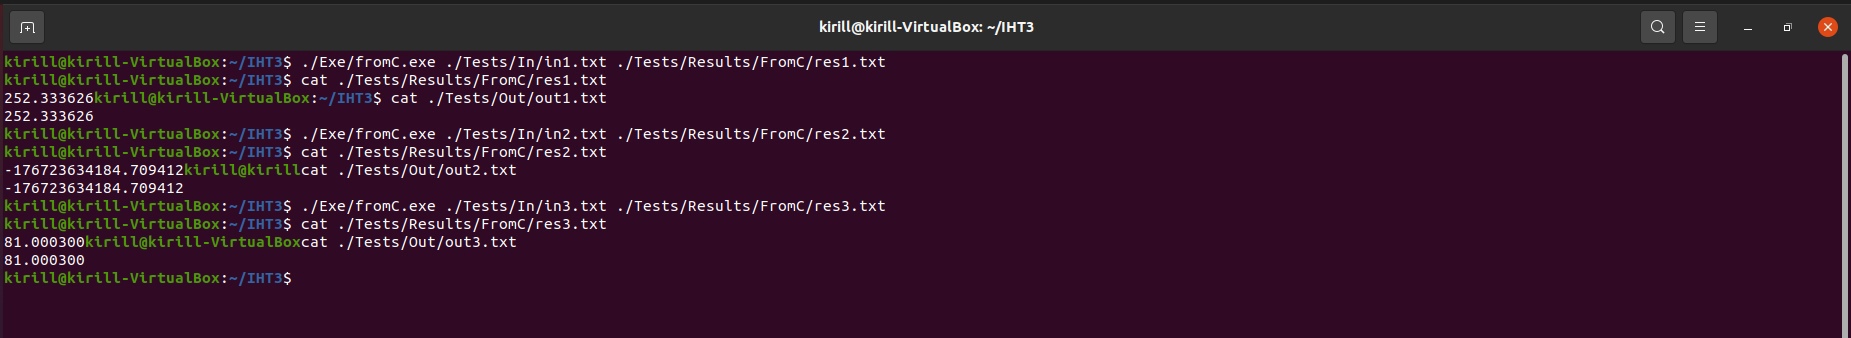 kirill@kirill-VirtualBox: ~/IHT3
kirill@kirill-VirtualBox:~/IHT3$ ./Exe/fromC.exe ./Tests/In/in1.txt ./Tests/Results/FromC/res1.txt
kirill@kirill-VirtualBox:~/IHT3$ cat ./Tests/Results/FromC/res1.txt
252.333626kirill@kirill-VirtualBox:~/IHT3$ cat ./Tests/Out/out1.txt
252.333626
kirill@kirill-VirtualBox:~/IHT3$ ./Exe/fromC.exe ./Tests/In/in2.txt ./Tests/Results/FromC/res2.txt
kirill@kirill-VirtualBox:~/IHT3$ cat ./Tests/Results/FromC/res2.txt
-176723634184.709412kirill@kirillcat ./Tests/Out/out2.txt
-176723634184.709412
kirill@kirill-VirtualBox:~/IHT3$ ./Exe/fromC.exe ./Tests/In/in3.txt ./Tests/Results/FromC/res3.txt
kirill@kirill-VirtualBox:~/IHT3$ cat ./Tests/Results/FromC/res3.txt
81.000300kirill@kirill-VirtualBoxcat ./Tests/Out/out3.txt
81.000300
kirill@kirill-VirtualBox:~/IHT3$